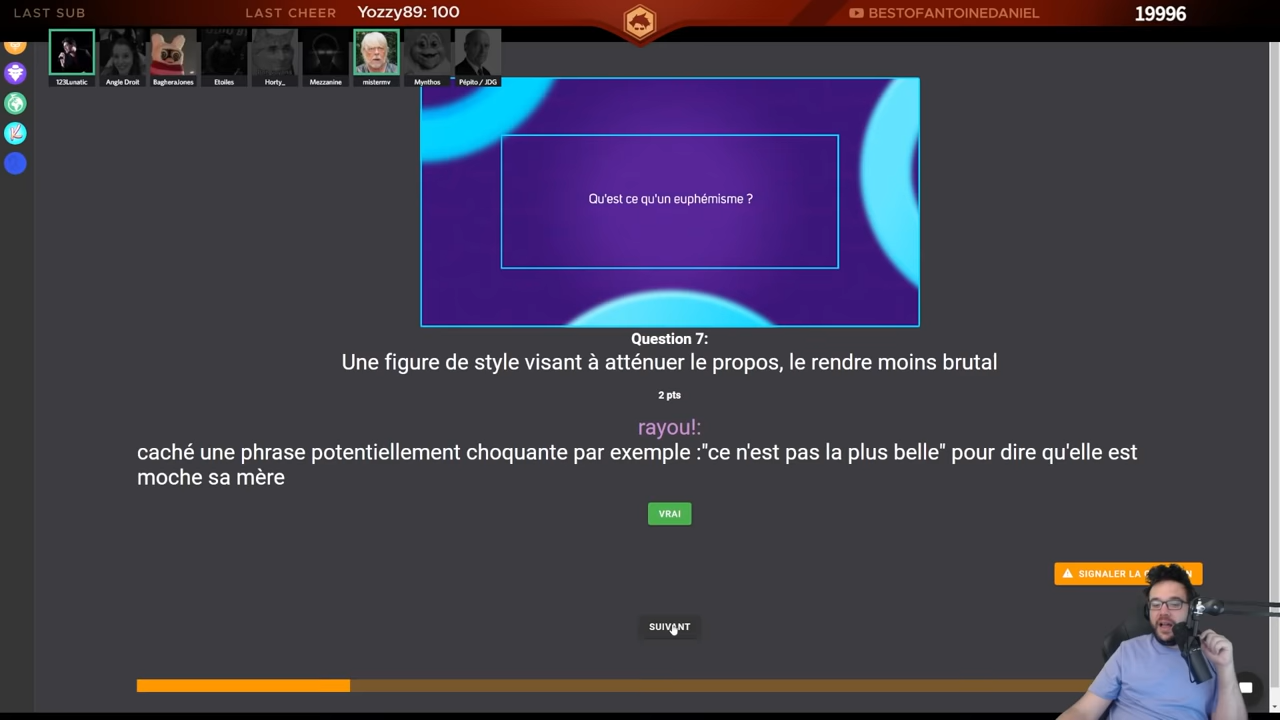 LAST SUB
LAST CHEER
Yozzy89: 100
BESTOFANTOINEDANIEL
19996
123Lunatic
Angle Droit
BagheraJones
Etoiles
Horty_
Mezzanine
mistermv
Mynthos
Pépito / JDG
Qu'est ce qu'un euphémisme ?
Question 7:
Une figure de style visant à atténuer le propos, le rendre moins brutal
2 pts
rayou!:
caché une phrase potentiellement choquante par exemple :"ce n'est pas la plus belle" pour dire qu'elle est
moche sa mère
VRAI
SIGNALER LA
SUIVANT